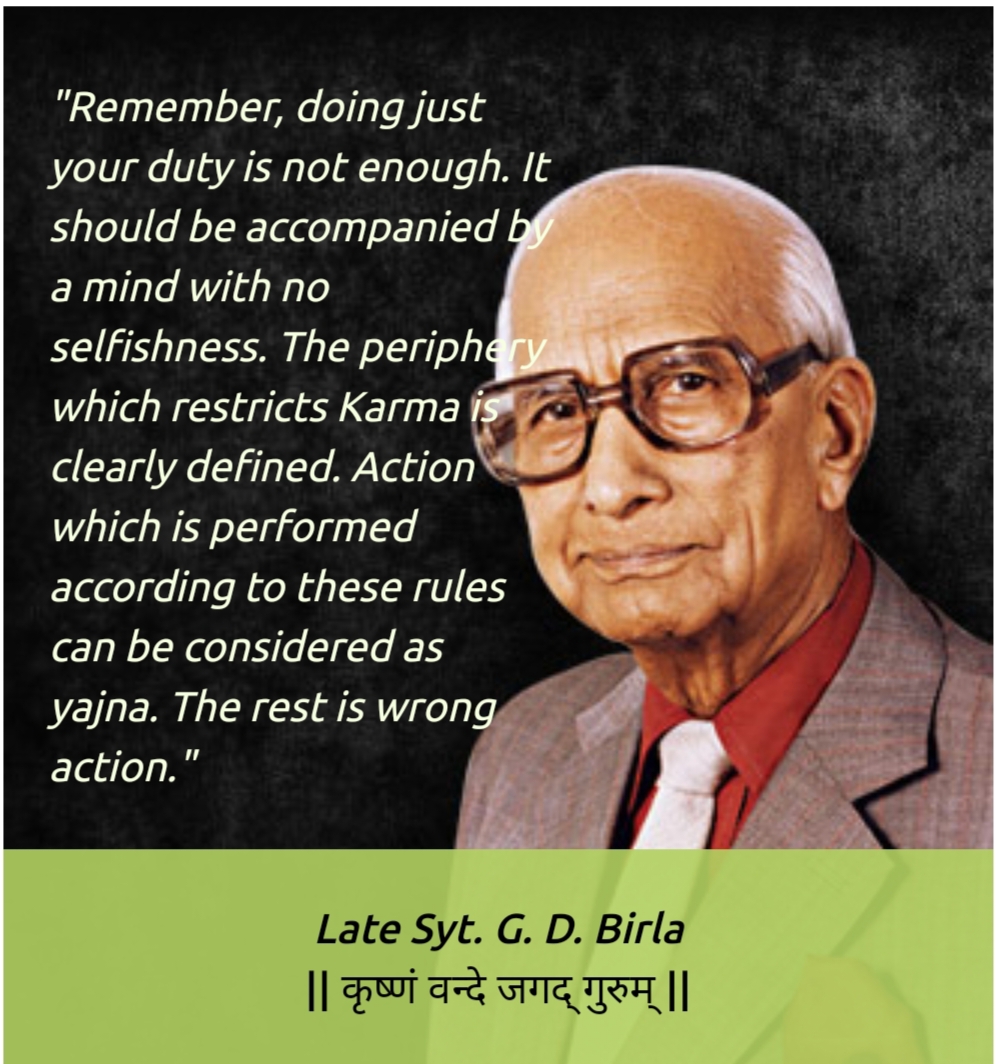 "Remember, doing just
your duty is not enough. It
should be accompanied by
a mind with no
selfishness. The periphery
which restricts Karma is
clearly defined. Action
which is performed
according to these rules
can be considered as
yajna. The rest is wrong
action."
Late Syt. G. D. Birla
|| कृष्णं वन्दे जगद् गुरुम् ||